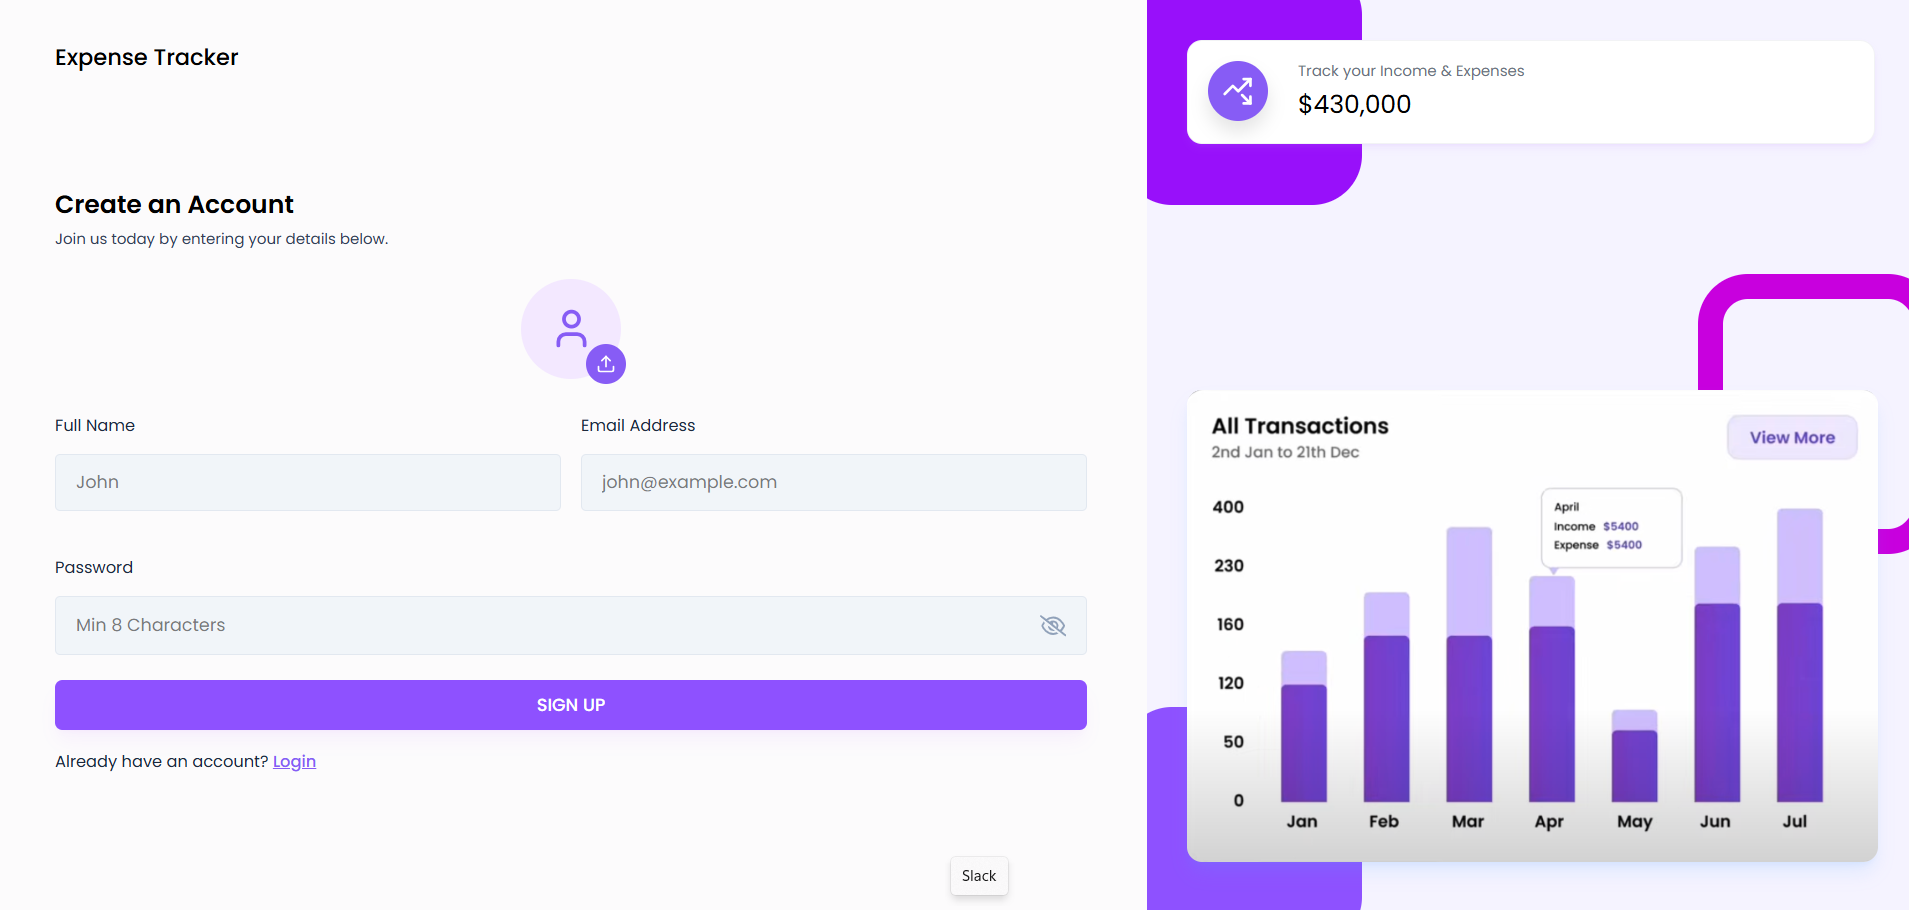 Expense Tracker
Create an Account
Join us today by entering your details below.
Full Name
John
Email Address
john@example.com
Password
Min 8 Characters
SIGN UP
Already have an account? Login
Slack
Track your Income & Expenses
$430,000
All Transactions
2nd Jan to 21th Dec
View More
400
230
160
120
50
0
April
Income $5400
Expense $5400
Jan Feb Mar Apr May Jun Jul